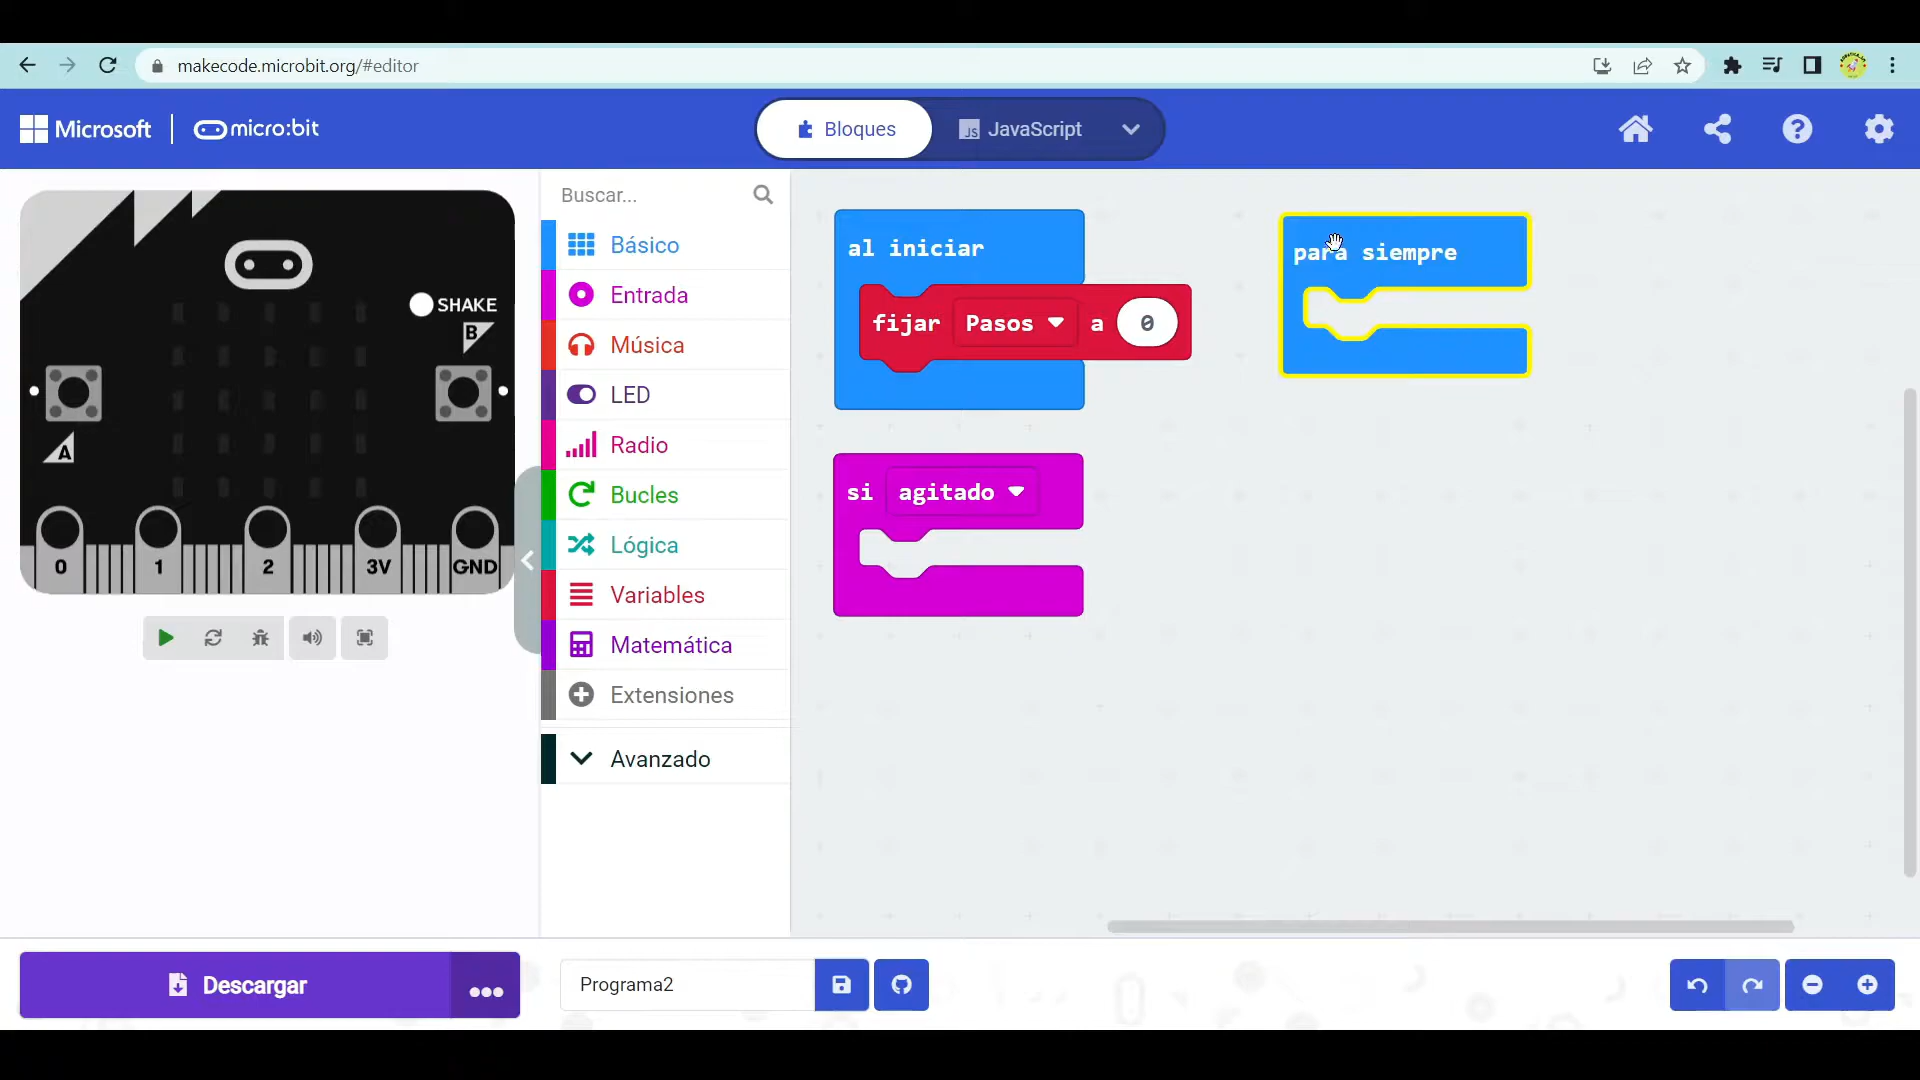 makecode.microbit.org/#editor
Microsoft
micro:bit
Bloques
JS JavaScript
SHAKE
B
A
0 1 2 3V GND
Buscar...
Básico
Entrada
Música
LED
Radio
Bucles
Lógica
Variables
Matemática
Extensiones
Avanzado
al iniciar
fijar Pasos a 0
si agitado
para siempre
Descargar
Programa2